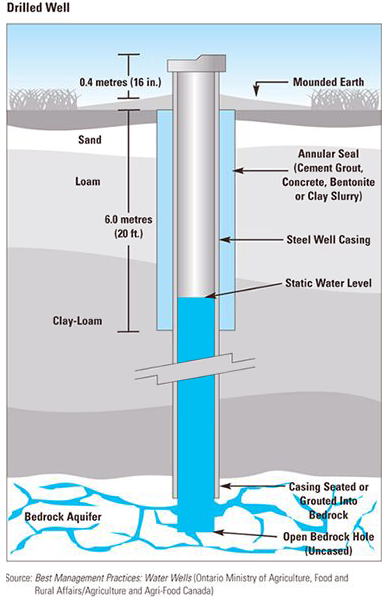 Drilled Well
0.4 metres (16 in.)
Mounded Earth
Sand
Annular Seal
(Cement Grout,
Concrete, Bentonite
or Clay Slurry)
Loam
6.0 metres
(20 ft.)
Steel Well Casing
Static Water Level
Clay-Loam
Casing Seated or
Grouted Into
Bedrock
Bedrock Aquifer
Open Bedrock Hole
(Uncased)
Source: Best Management Practices: Water Wells (Ontario Ministry of Agriculture, Food and
Rural Affairs/Agriculture and Agri-Food Canada)